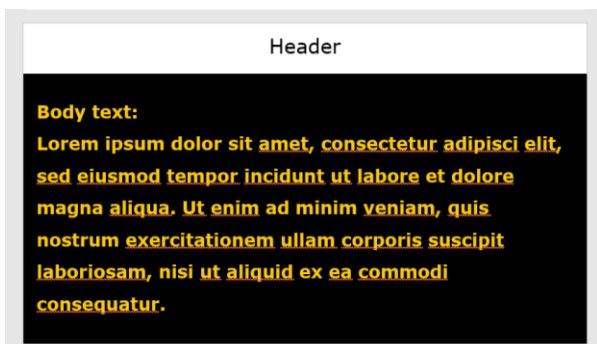 Header
Body text:
Lorem ipsum dolor sit amet, consectetur adipisci elit,
sed eiusmod tempor incidunt ut labore et dolore
magna aliqua. Ut enim ad minim veniam, quis
nostrum exercitationem ullam corporis suscipit
laboriosam, nisi ut aliquid ex ea commodi
consequatur.